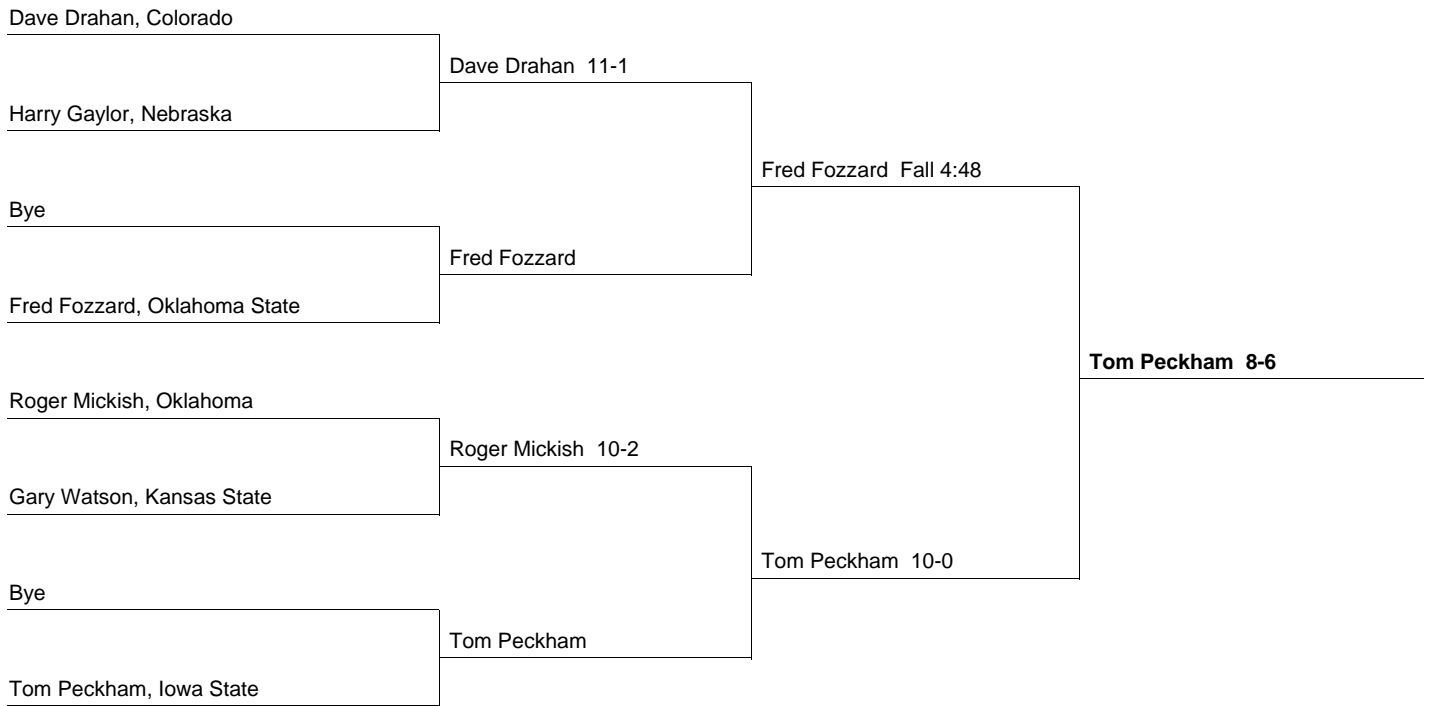 Dave Drahan, Colorado
Dave Drahan  11-1
Harry Gaylor, Nebraska
Fred Fozzard  Fall 4:48
Bye
Fred Fozzard
Fred Fozzard, Oklahoma State
Tom Peckham  8-6
Roger Mickish, Oklahoma
Roger Mickish  10-2
Gary Watson, Kansas State
Tom Peckham  10-0
Bye
Tom Peckham
Tom Peckham, Iowa State